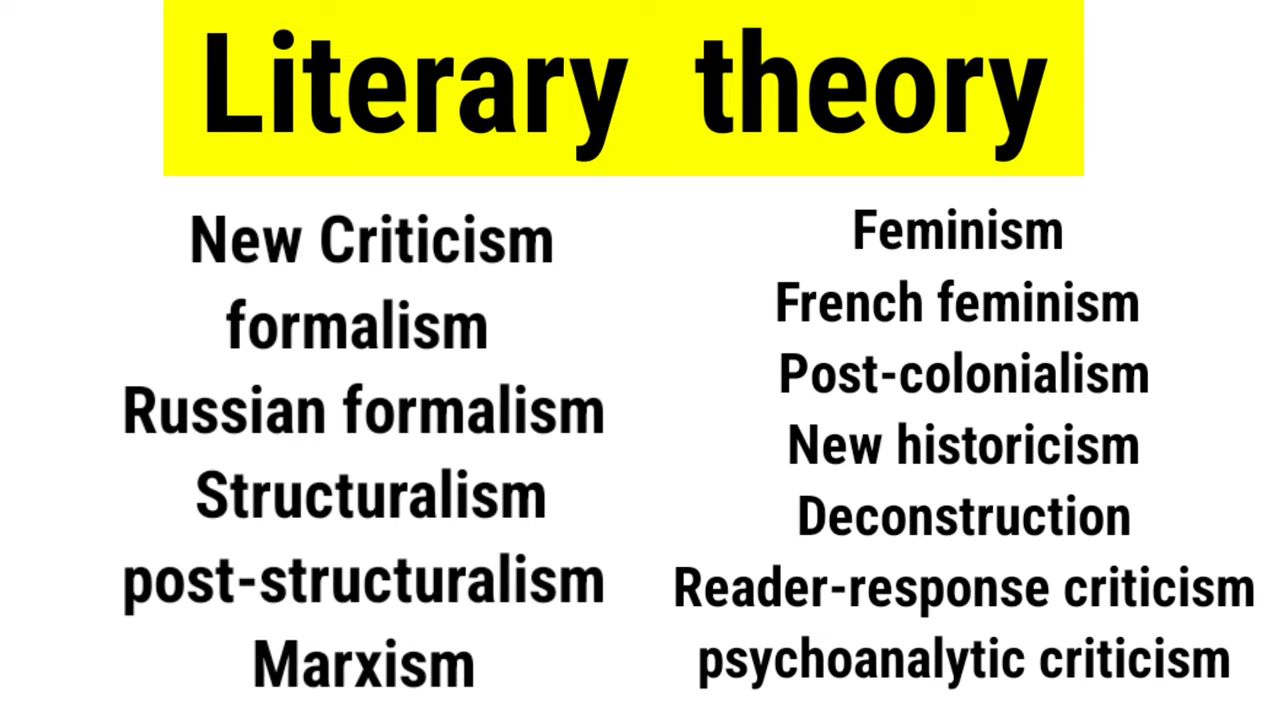 Literary theory
New Criticism
formalism
Russian formalism
Structuralism
post-structuralism
Marxism
Feminism
French feminism
Post-colonialism
New historicism
Deconstruction
Reader-response criticism
psychoanalytic criticism